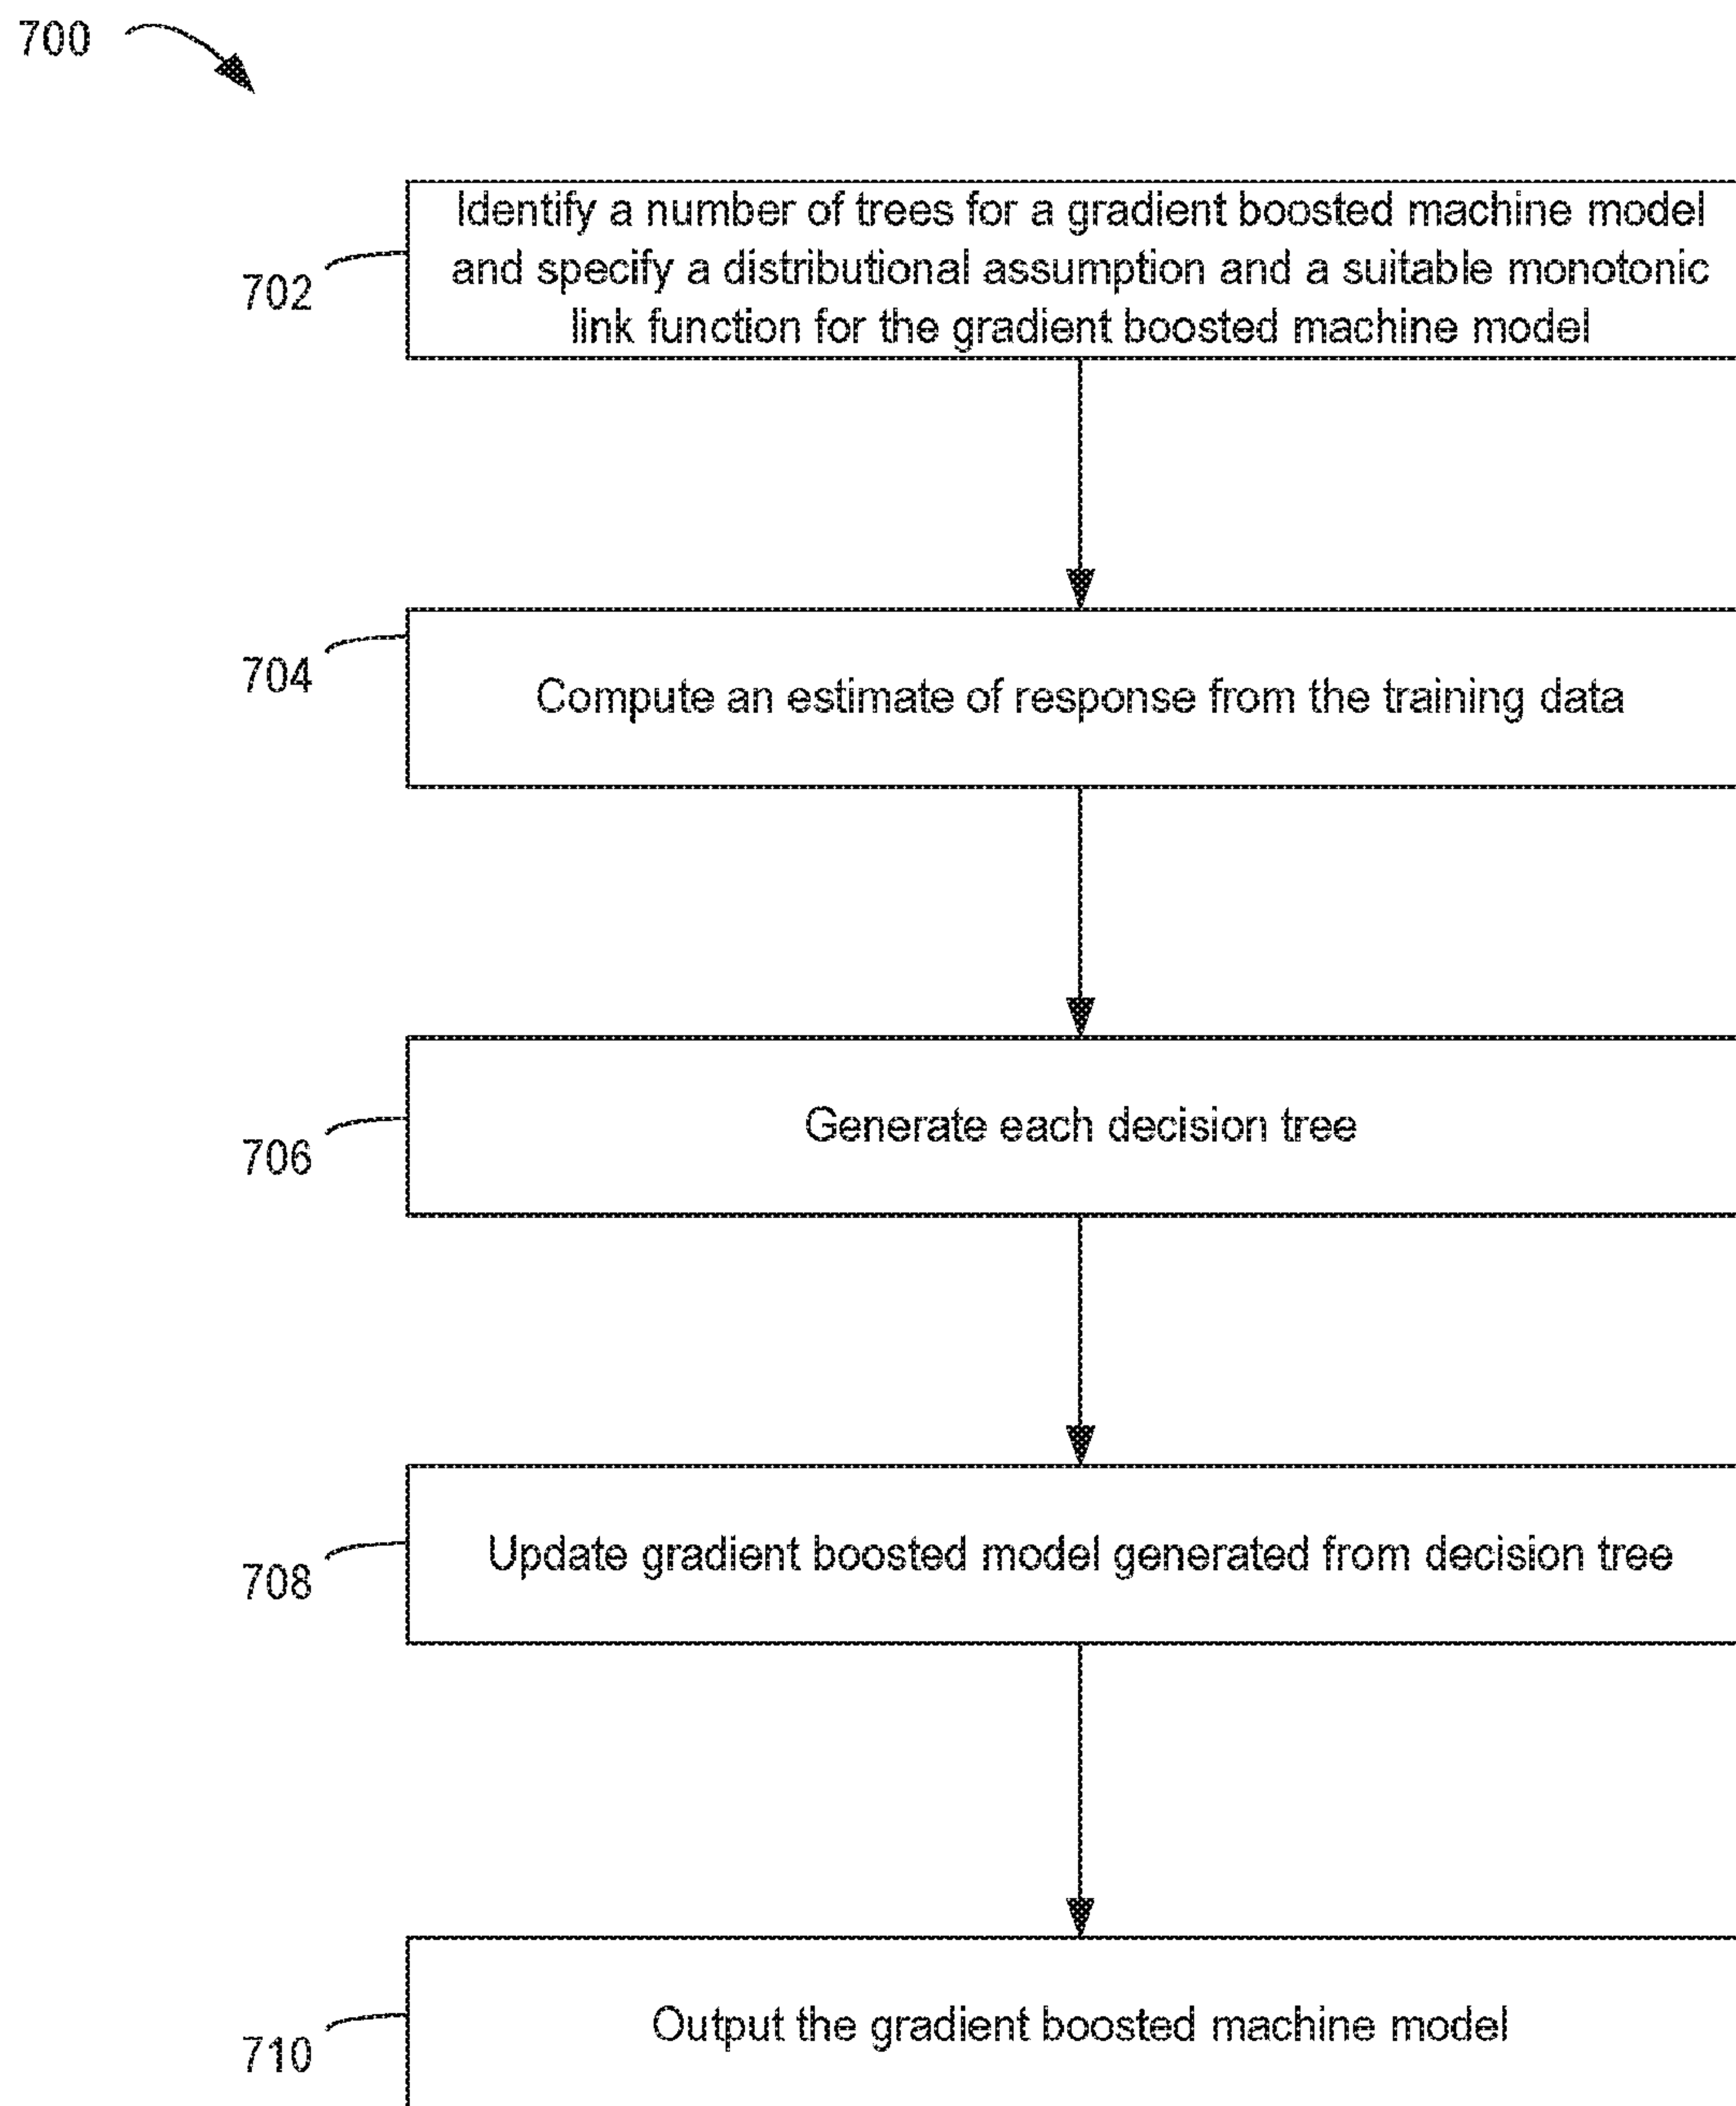 700
Identify a number of trees for a gradient boosted machine model
and specify a distributional assumption and a suitable monotonic
link function for the gradient boosted machine model
702
704
Compute an estimate of response from the training data
706
Generate each decision tree
708
Update gradient boosted model generated from decision tree
710
Output the gradient boosted machine model